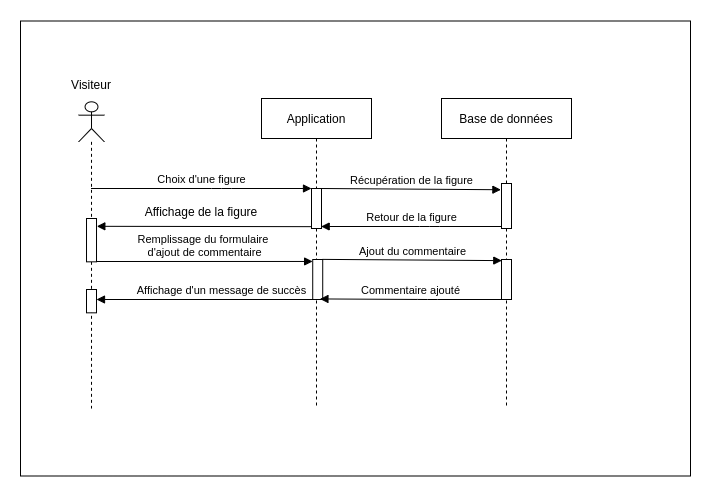 Visiteur
Application
Base de données
Choix d'une figure
Récupération de la figure
Affichage de la figure
Retour de la figure
Remplissage du formulaire
d'ajout de commentaire
Ajout du commentaire
Affichage d'un message de succès
Commentaire ajouté